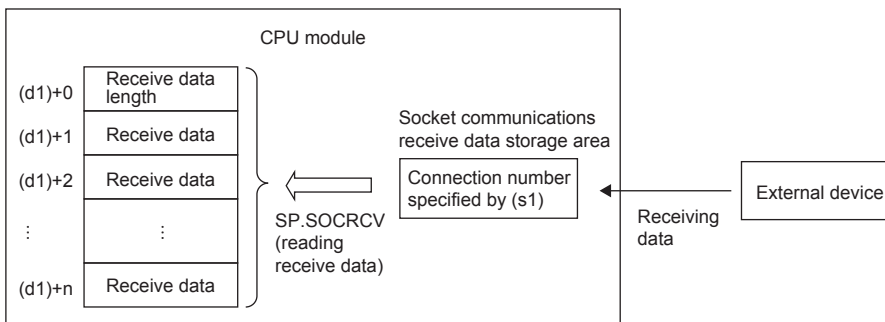 CPU module
(d1)+0
Receive data
length
(d1)+1
Receive data
(d1)+2
Receive data
⋮
⋮
(d1)+n
Receive data
SP.SOCRCV
(reading
receive data)
Socket communications
receive data storage area
Connection number
specified by (s1)
Receiving
data
External device